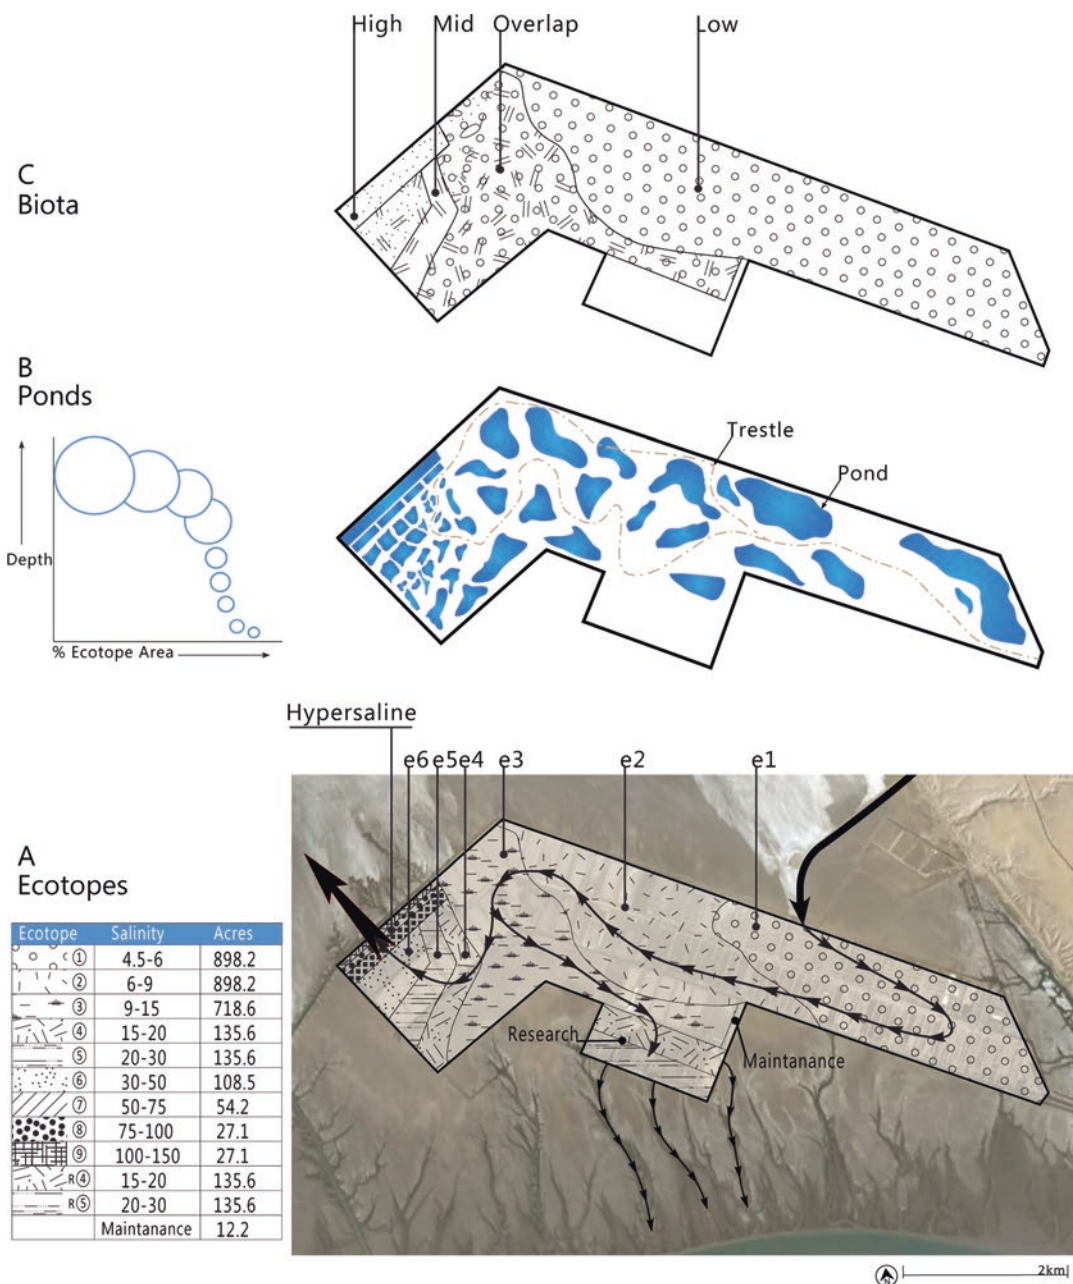 High Mid Overlap Low
C
Biota
B
Ponds
Trestle
Pond
Depth
% Ecotope Area
Hypersaline
e6 e5 e4 e3 e2 e1
A
Ecotopes
Ecotope Salinity Acres
① 4.5-6 898.2
② 6-9 898.2
③ 9-15 718.6
④ 15-20 135.6
⑤ 20-30 135.6
⑥ 30-50 108.5
⑦ 50-75 54.2
⑧ 75-100 27.1
⑨ 100-150 27.1
R④ 15-20 135.6
R⑤ 20-30 135.6
Maintanance 12.2
Research
Maintanance
N
2km